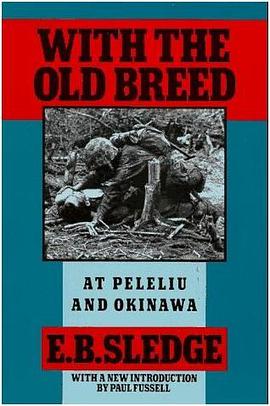 WITH THE
OLD BREED
AT PELELIU
AND OKINAWA
E.B.SLEDGE
WITH A NEW INTRODUCTION
BY PAUL FUSSELL